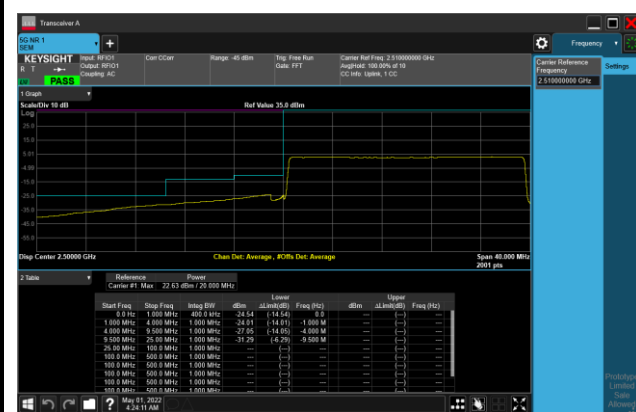 Transceiver A
5G NR 1
SEM
Frequency
KEYSIGHT
R T
PASS
Input: RFIO1
Output: RFIO1
Coupling: AC
Corr CCorr
Range: -45 dBm
Trig: Free Run
Gate: FFT
Carrier Ref Freq: 2.510000000 GHz
Avg|Hold: 100.00% of 10
CC Info: Uplink, 1 CC
Carrier Reference
Frequency
2.510000000 GHz
Settings
1 Graph
Scale/Div 10 dB
Ref Value 35.0 dBm
Log
25.0
15.0
5.01
-4.99
-15.0
-25.0
-35.0
-45.0
-55.0
Disp Center 2.50000 GHz
Chan Det: Average , #Offs Det: Average
Span 40.000 MHz
2001 pts
2 Table
Reference Power
Carrier #1 Max 22.63 dBm / 20.000 MHz
Lower Upper
Start Freq Stop Freq Integ BW dBm ΔLimit(dB) Freq (Hz) dBm ΔLimit(dB) Freq (Hz)
0.0 Hz 1.000 MHz 400.0 kHz -24.54 (-14.54) 0.0 --- (---) ---
1.000 MHz 4.000 MHz 1.000 MHz -24.01 (-14.01) -1.000 M --- (---) ---
4.000 MHz 9.500 MHz 1.000 MHz -27.05 (-14.05) -4.000 M --- (---) ---
9.500 MHz 25.00 MHz 1.000 MHz -31.29 (-6.29) -9.500 M --- (---) ---
25.00 MHz 100.0 MHz 1.000 MHz --- (---) --- --- (---) ---
100.0 MHz 500.0 MHz 1.000 MHz --- (---) --- --- (---) ---
100.0 MHz 500.0 MHz 1.000 MHz --- (---) --- --- (---) ---
100.0 MHz 500.0 MHz 1.000 MHz --- (---) --- --- (---) ---
100.0 MHz 500.0 MHz 1.000 MHz --- (---) --- --- (---) ---
May 01, 2022
4:24:11 AM
Prototype
Limited
Sale
Allowed